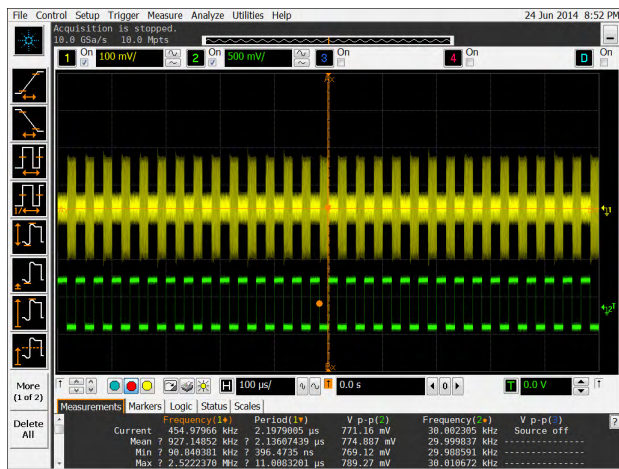 File Control Setup Trigger Measure Analyze Utilities Help 24 Jun 2014 8:52 PM
Acquisition is stopped.
10.0 GSa/s 10.0 Mpts
1 On 100 mV/ 2 On 500 mV/ 3 On 4 On D On
Ax
Bx
1
2 T
More
(1 of 2)
Delete
All
T H 100 µs/ T 0.0 s 0 T 0.0 V T
Measurements Markers Logic Status Scales
Frequency(1♦) Period(1▼) V p-p(2) Frequency(2•) V p-p(3)
Current 454.97966 kHz 2.1979005 µs 771.16 mV 30.002305 kHz Source off
Mean ? 927.14852 kHz ? 2.13607439 µs 774.887 mV 29.999837 kHz ---------------
Min ? 90.840381 kHz ? 396.4735 ns 769.12 mV 29.988591 kHz ---------------
Max ? 2.5222370 MHz ? 11.0083201 µs 789.27 mV 30.010672 kHz ---------------
?